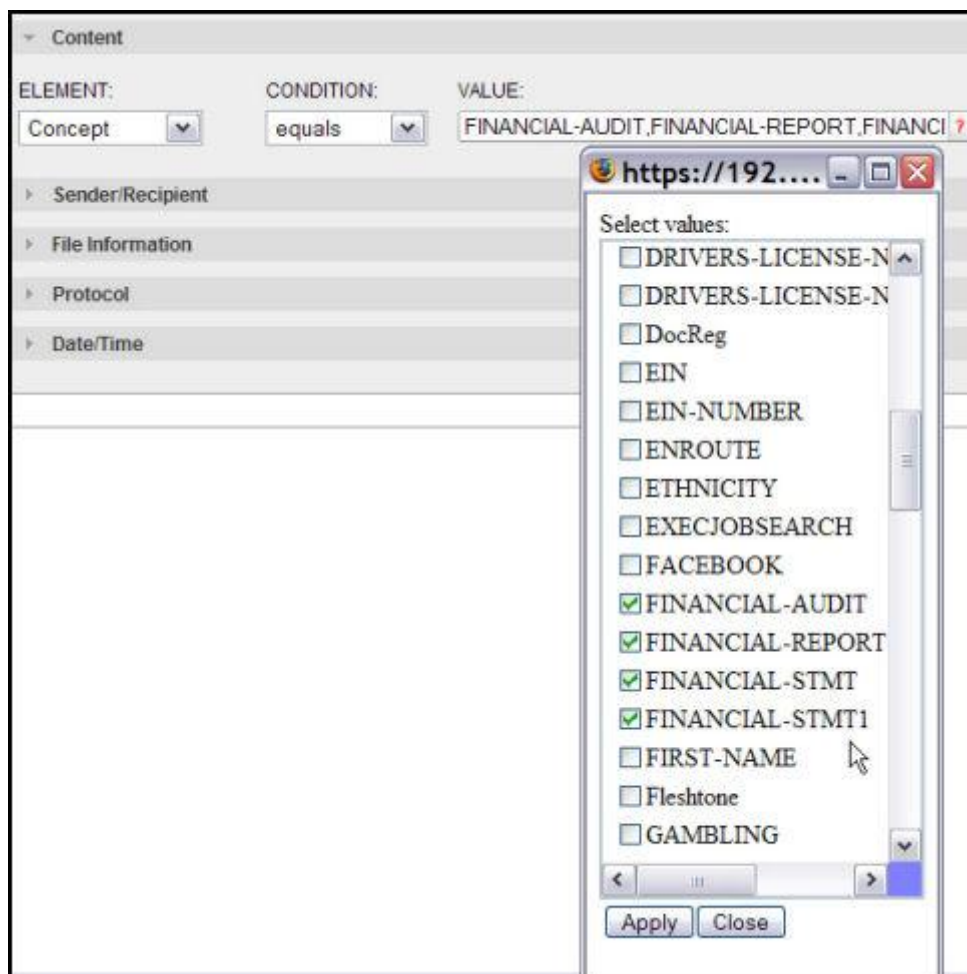 Content
ELEMENT: CONDITION: VALUE:
Concept equals FINANCIAL-AUDIT,FINANCIAL-REPORT,FINANCI ?
https://192....
Sender/Recipient
Select values:
File Information
DRIVERS-LICENSE-N
DRIVERS-LICENSE-N
Protocol
DocReg
Date/Time
EIN
EIN-NUMBER
ENROUTE
ETHNICITY
EXECJOBSEARCH
FACEBOOK
FINANCIAL-AUDIT
FINANCIAL-REPORT
FINANCIAL-STMT
FINANCIAL-STMT1
FIRST-NAME
Fleshtone
GAMBLING
Apply Close